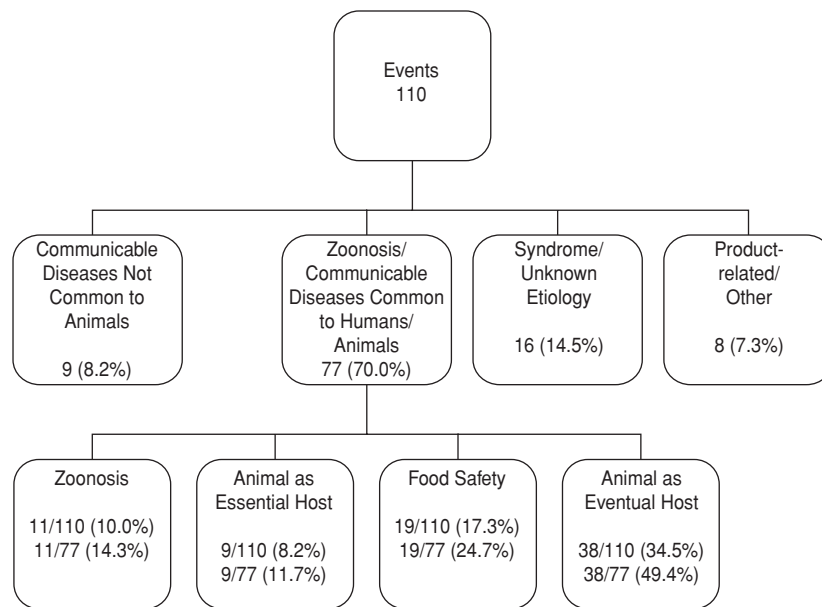 Events
110
Communicable
Diseases Not
Common to
Animals
9 (8.2%)
Zoonosis/
Communicable
Diseases Common
to Humans/
Animals
77 (70.0%)
Syndrome/
Unknown
Etiology
16 (14.5%)
Product-
related/
Other
8 (7.3%)
Zoonosis
11/110 (10.0%)
11/77 (14.3%)
Animal as
Essential Host
9/110 (8.2%)
9/77 (11.7%)
Food Safety
19/110 (17.3%)
19/77 (24.7%)
Animal as
Eventual Host
38/110 (34.5%)
38/77 (49.4%)